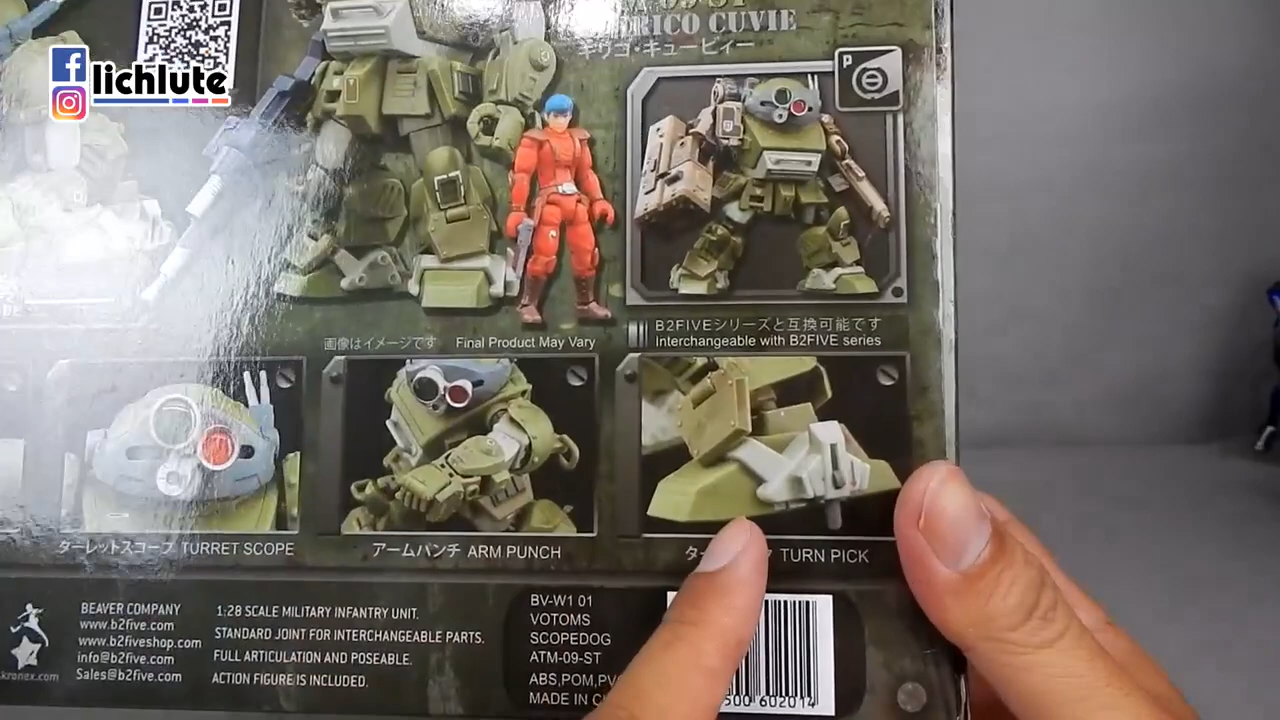 lichlute
RICO CUVIE
キリコ・キュービィー
P
B2FIVEシリーズと互換可能です
interchangeable with B2FIVE series
画像はイメージです Final Product May Vary
ターレットスコープ TURRET SCOPE
アームパンチ ARM PUNCH
TURN PICK
BEAVER COMPANY
www.b2five.com
www.b2fiveshop.com
info@b2five.com
Sales@b2five.com
1:28 SCALE MILITARY INFANTRY UNIT.
STANDARD JOINT FOR INTERCHANGEABLE PARTS.
FULL ARTICULATION AND POSEABLE.
ACTION FIGURE IS INCLUDED.
BV-W1 01
VOTOMS
SCOPEDOG
ATM-09-ST
ABS,POM,PV
MADE IN
602014